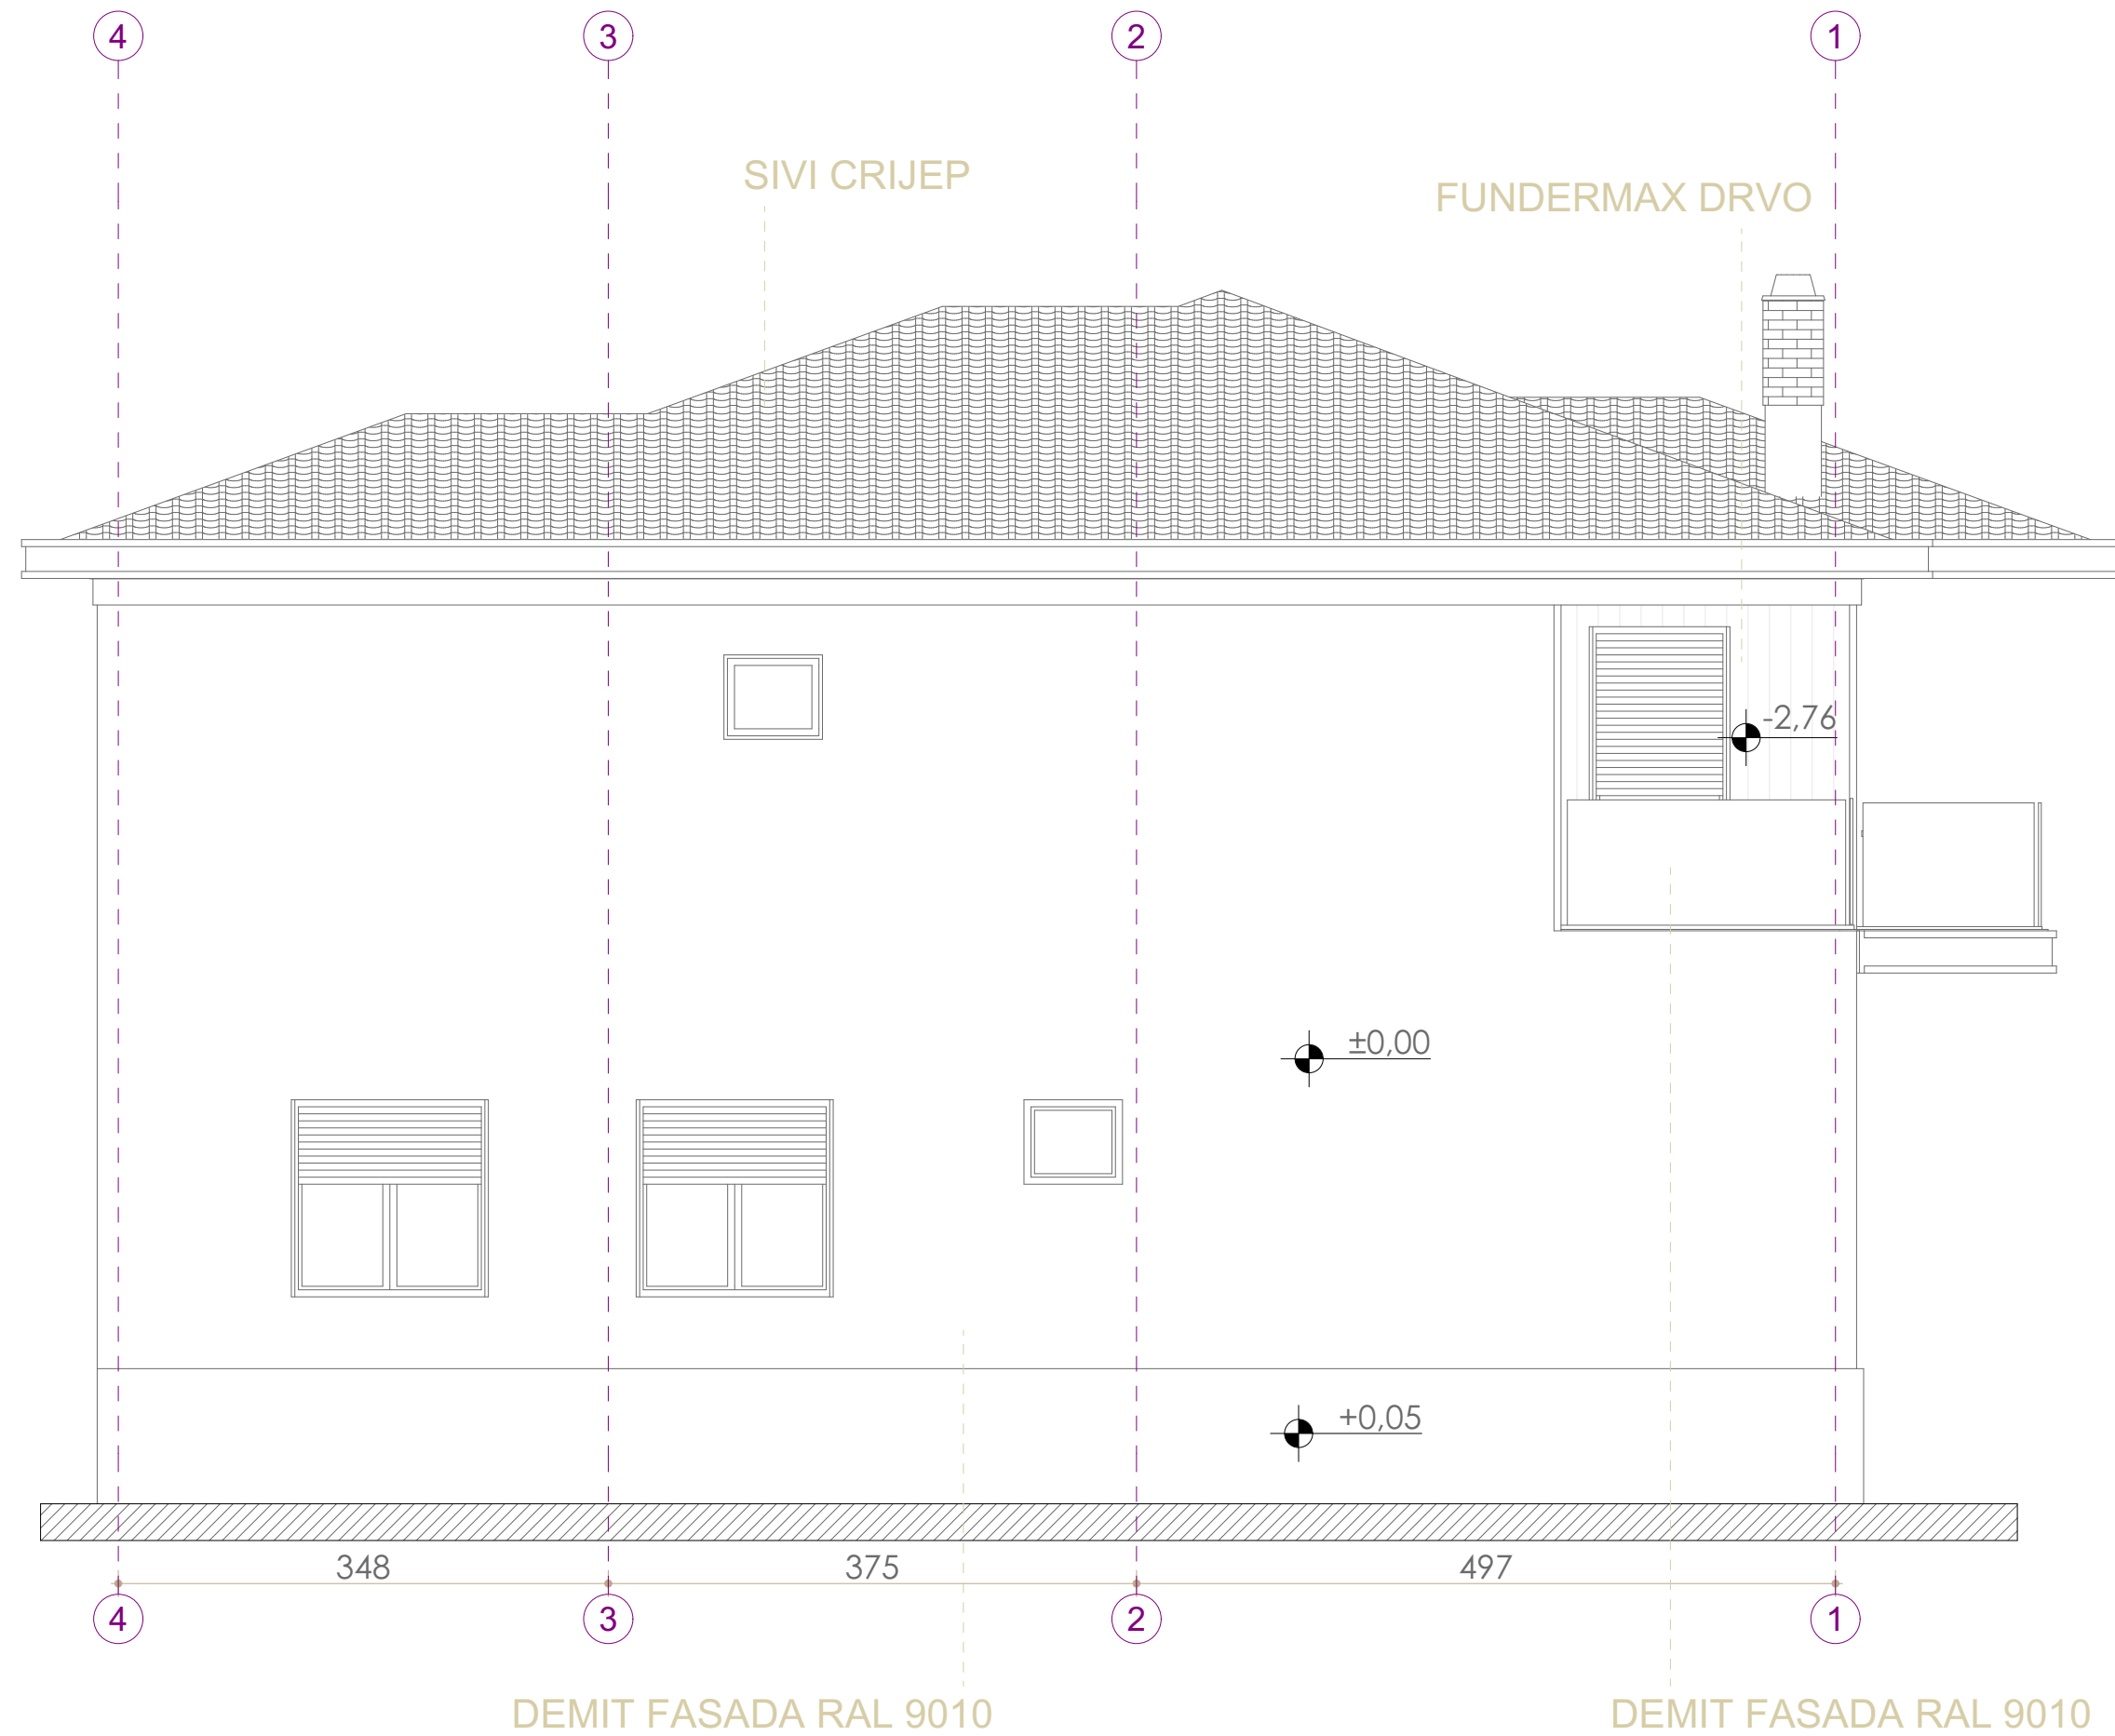 4 3 2 1
SIVI CRIJEP
FUNDERMAX DRVO
-2,76
±0,00
+0,05
348 375 497
4 3 2 1
DEMIT FASADA RAL 9010 DEMIT FASADA RAL 9010